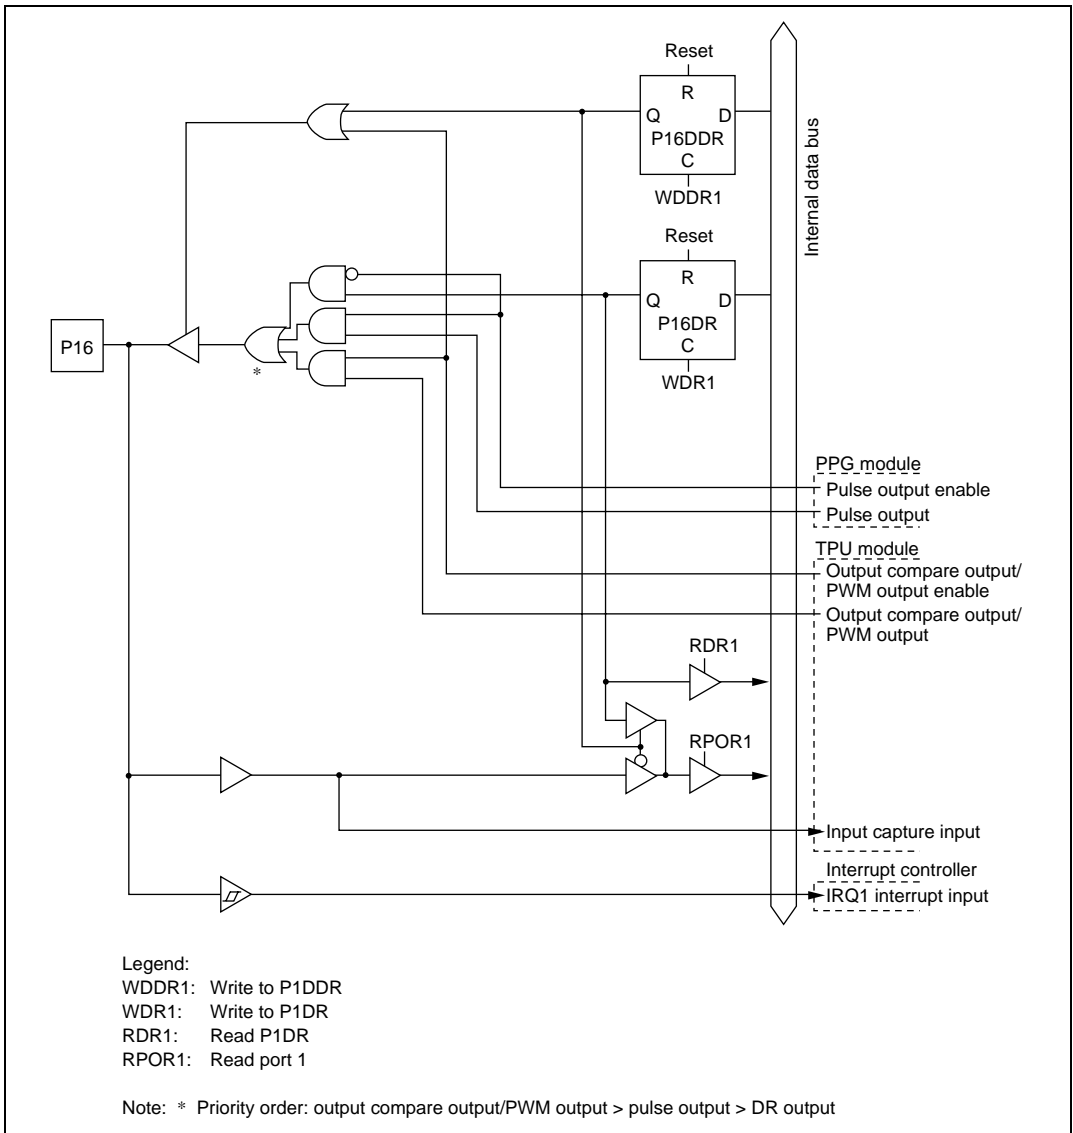 Reset
R
Q D
P16DDR
C
WDDR1
Internal data bus
Reset
R
Q D
P16DR
C
WDR1
P16
*
PPG module
Pulse output enable
Pulse output
TPU module
Output compare output/
PWM output enable
Output compare output/
PWM output
RDR1
RPOR1
Input capture input
Interrupt controller
IRQ1 interrupt input
Legend:
WDDR1: Write to P1DDR
WDR1: Write to P1DR
RDR1: Read P1DR
RPOR1: Read port 1
Note: * Priority order: output compare output/PWM output > pulse output > DR output